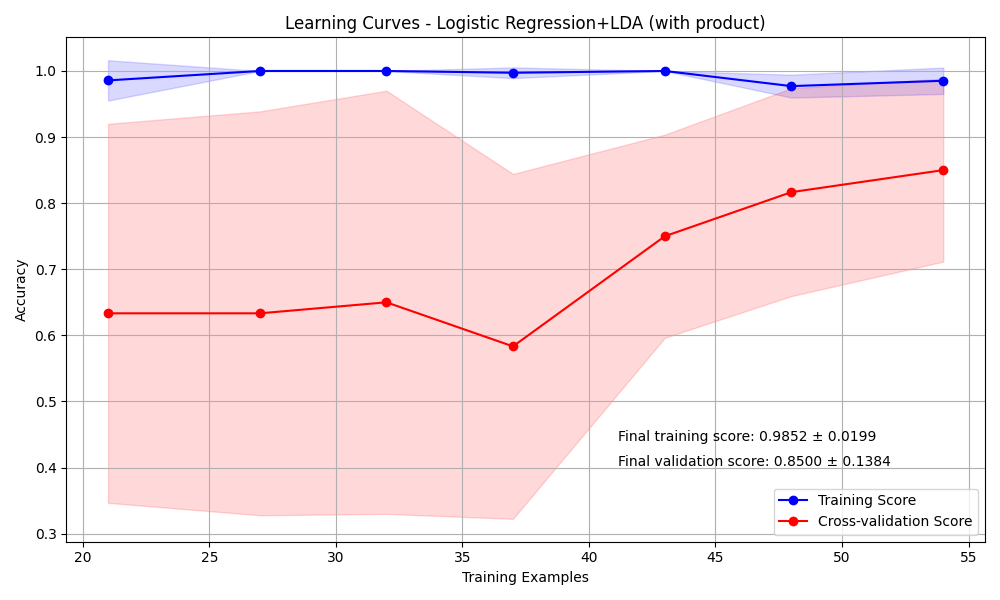 Learning Curves - Logistic Regression+LDA (with product)
1.0
0.9
0.8
0.7
0.6
0.5
0.4
0.3
Accuracy
Final training score: 0.9852 ± 0.0199
Final validation score: 0.8500 ± 0.1384
Training Score
Cross-validation Score
20 25 30 35 40 45 50 55
Training Examples